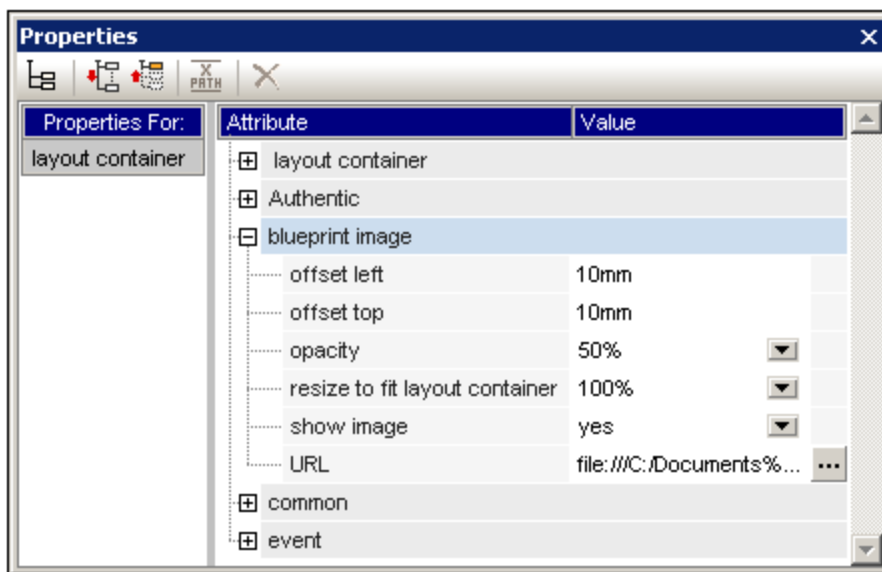 Properties
X
PATH
Properties For:
Attribute
Value
layout container
layout container
Authentic
blueprint image
offset left 10mm
offset top 10mm
opacity 50%
resize to fit layout container 100%
show image yes
URL file:///C:/Documents%... ...
common
event